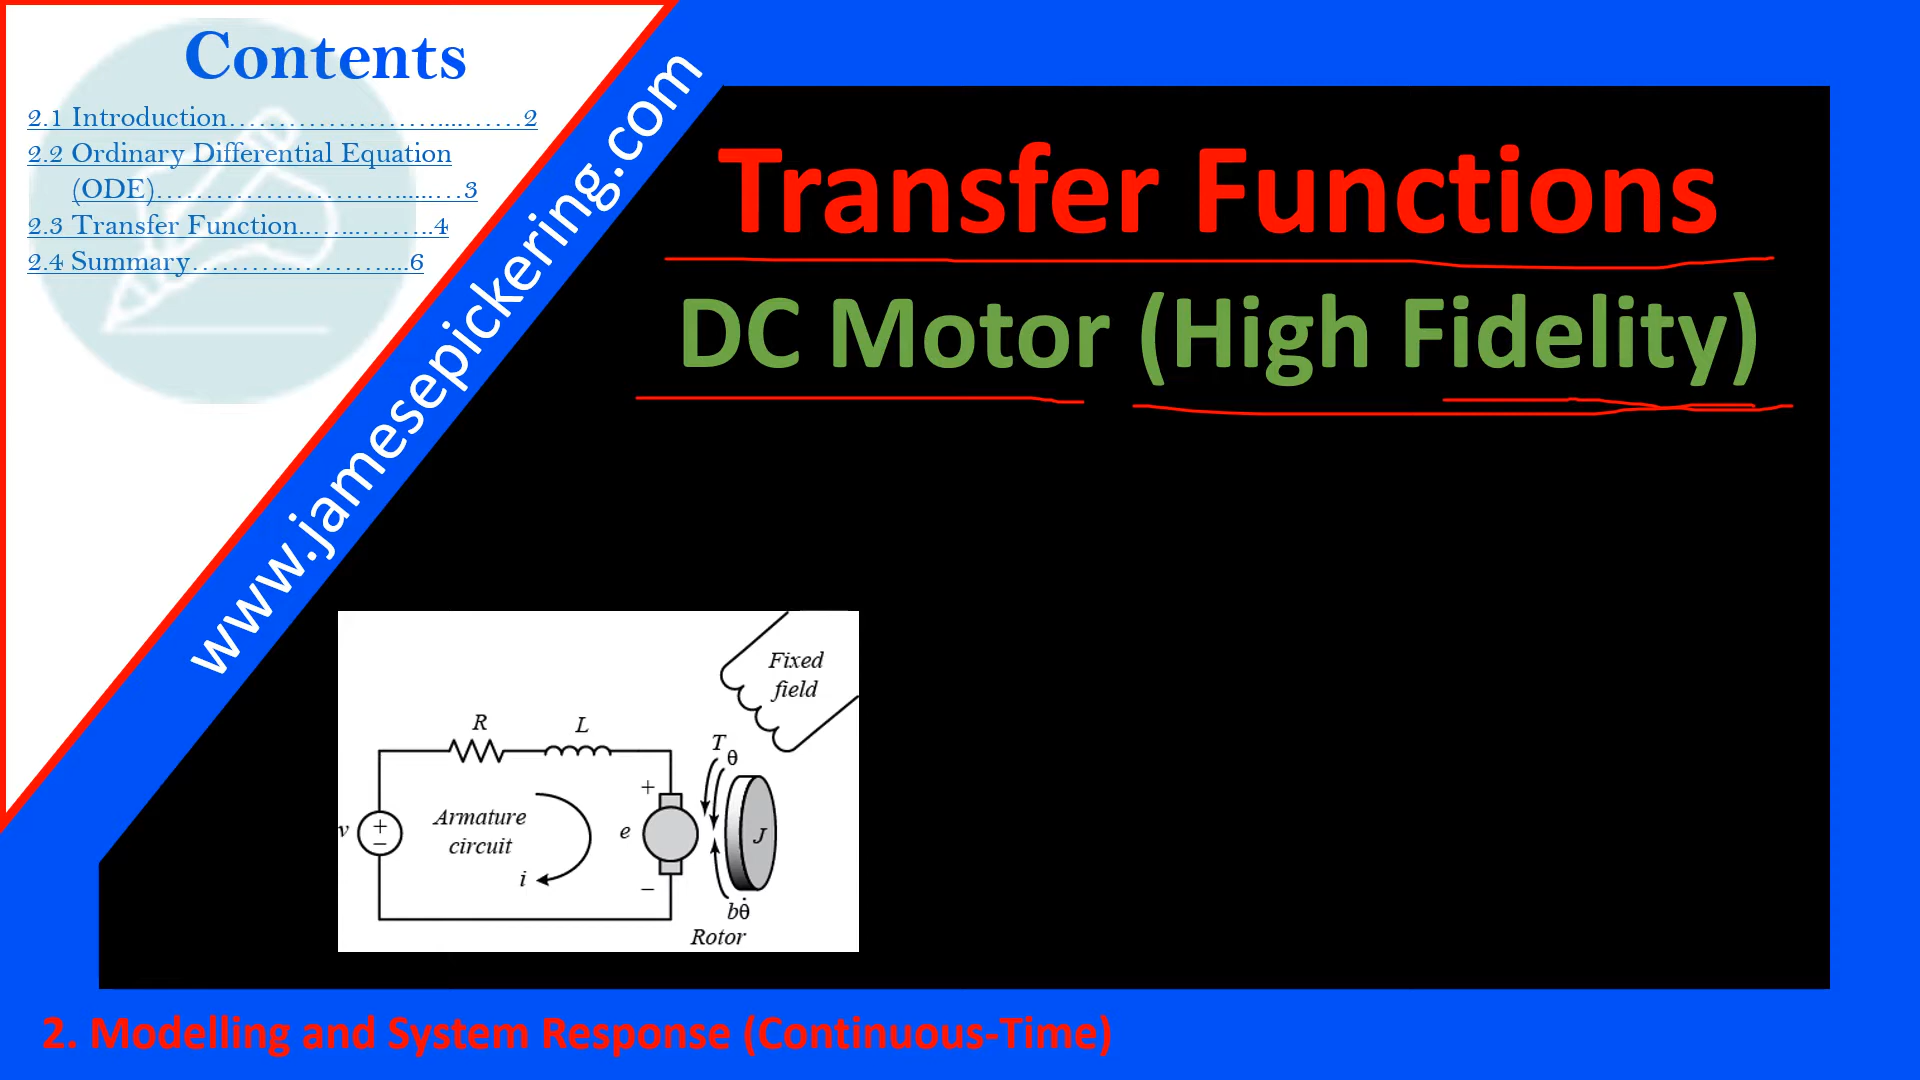 Contents
2.1 Introduction…………………....……2
2.2 Ordinary Differential Equation
(ODE)……………………......…3
2.3 Transfer Function..…...……..4
2.4 Summary………..………....6
www.jamesepickering.com
Transfer Functions
DC Motor (High Fidelity)
Fixed
field
R
L
T
θ
+
v
+
−
Armature
circuit
e
J
i
−
bθ̇
Rotor
2. Modelling and System Response (Continuous-Time)